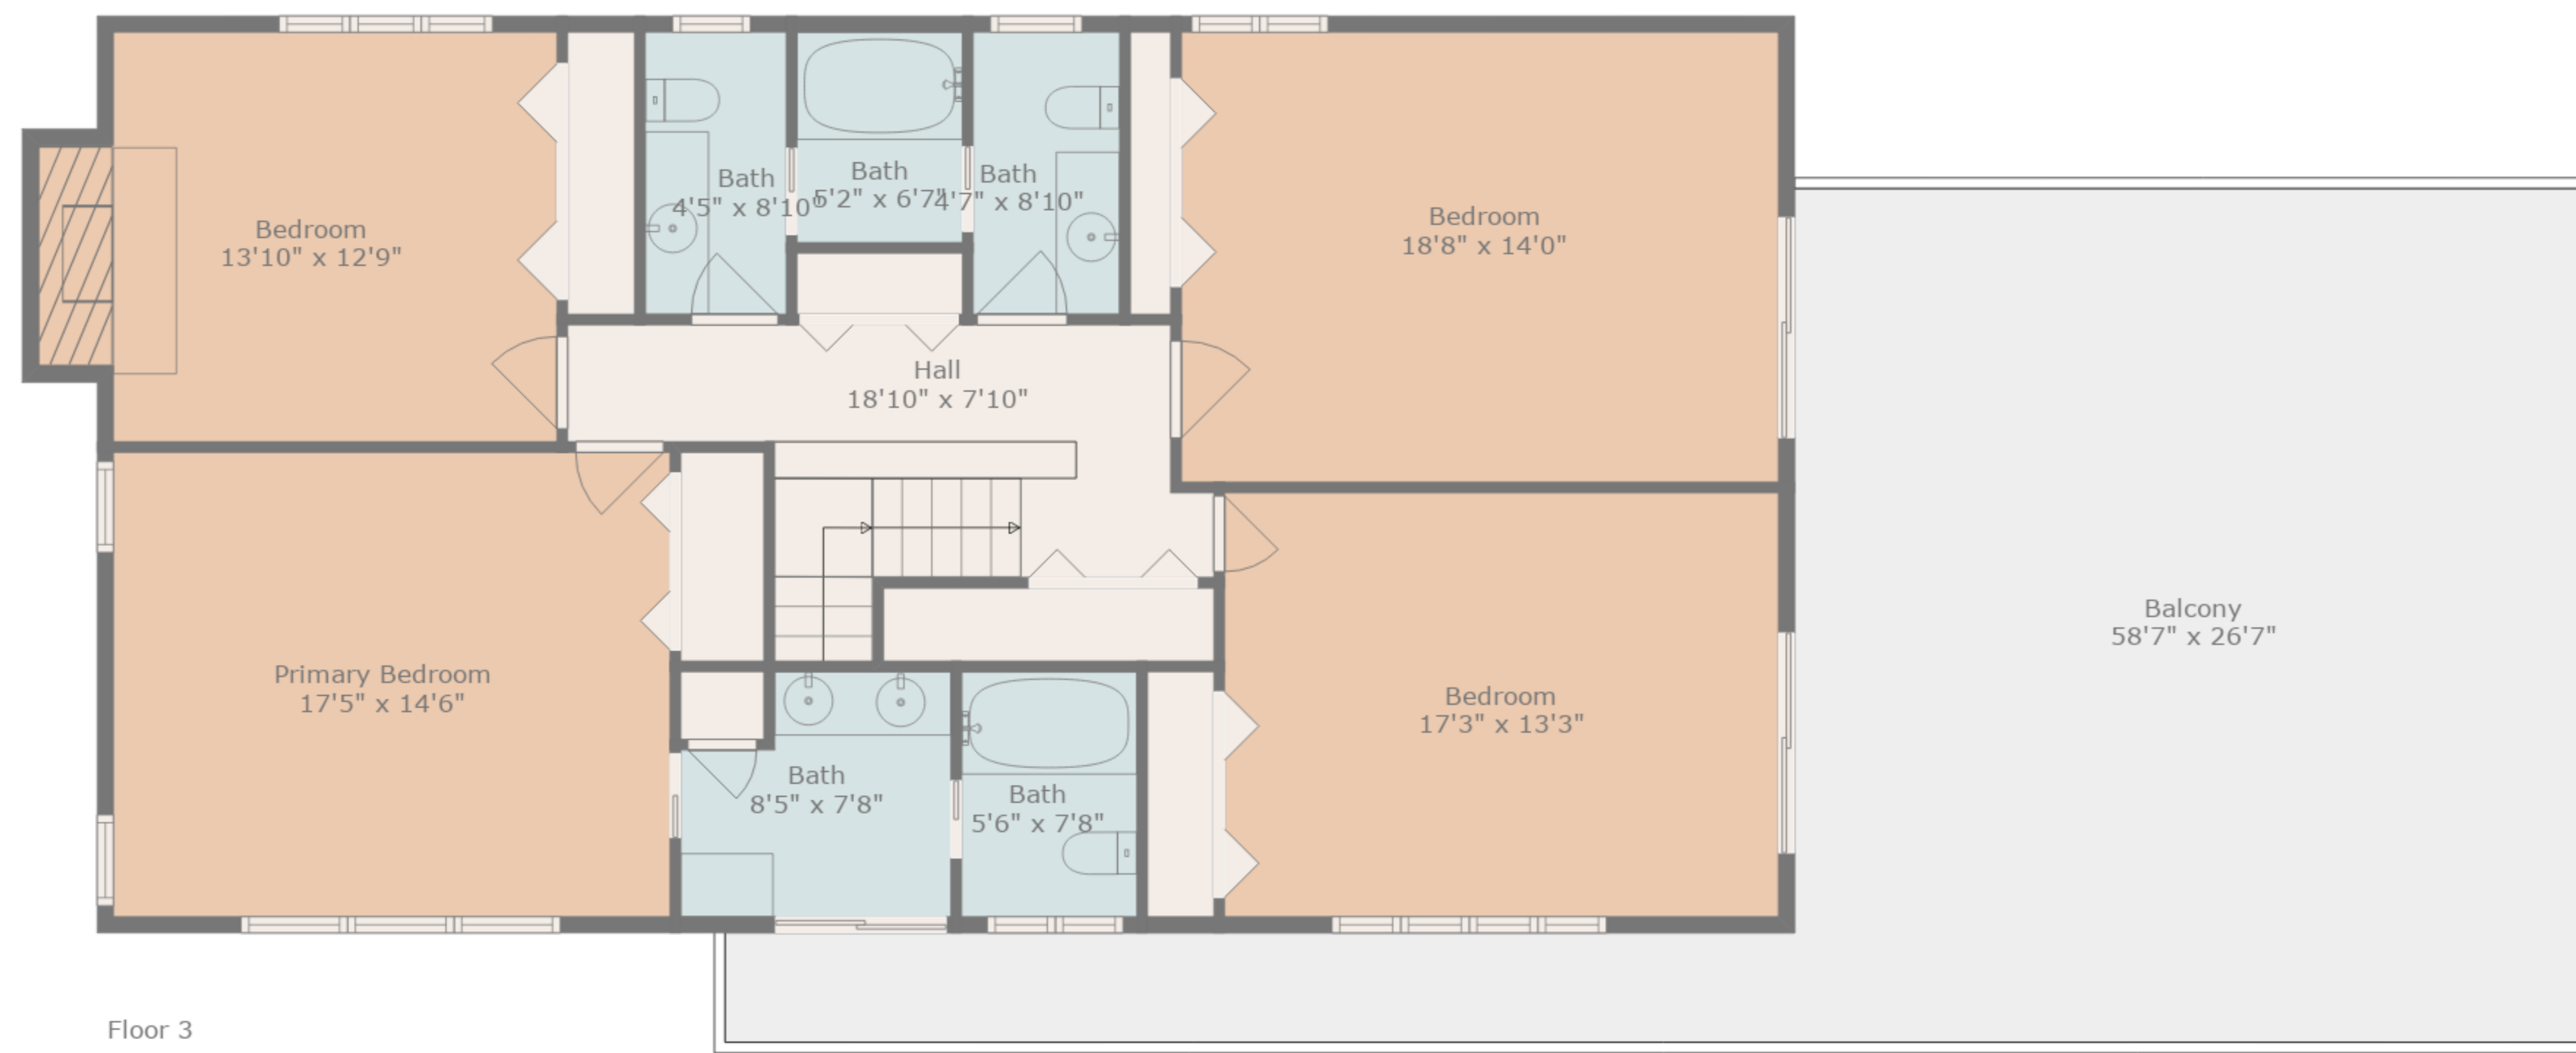 Bedroom
13'10" x 12'9"
Bath
4'5" x 8'10"
Bath
5'2" x 6'7"
Bath
4'7" x 8'10"
Bedroom
18'8" x 14'0"
Hall
18'10" x 7'10"
Primary Bedroom
17'5" x 14'6"
Bath
8'5" x 7'8"
Bath
5'6" x 7'8"
Bedroom
17'3" x 13'3"
Balcony
58'7" x 26'7"
Floor 3